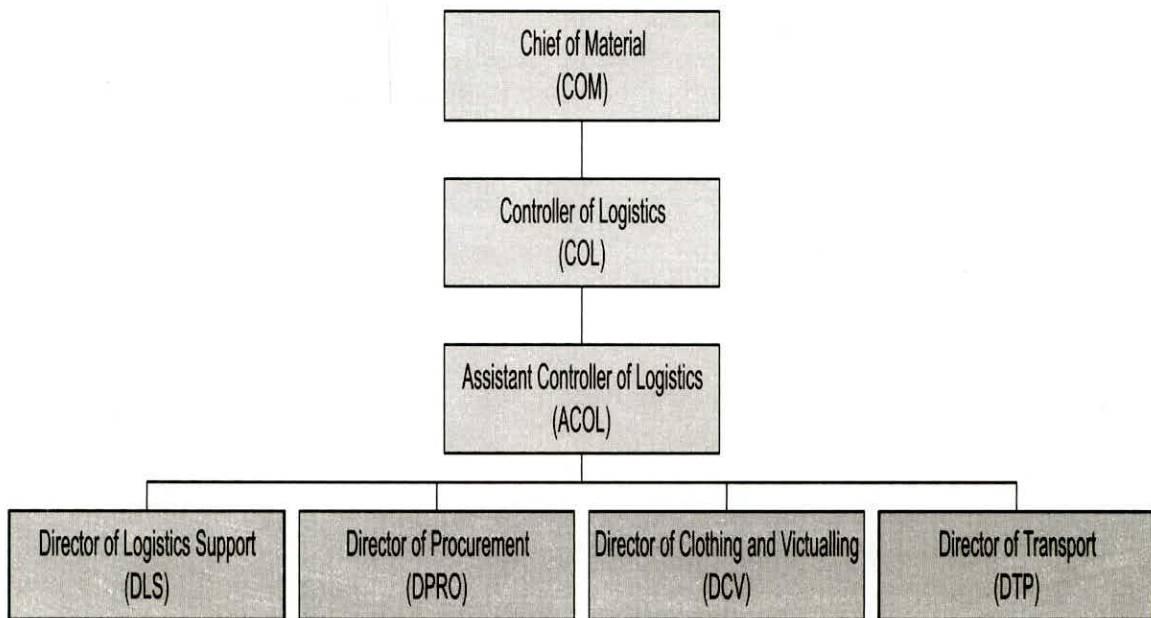 Chief of Material
(COM)
Controller of Logistics
(COL)
Assistant Controller of Logistics
(ACOL)
Director of Logistics Support
(DLS)
Director of Procurement
(DPRO)
Director of Clothing and Victualling
(DCV)
Director of Transport
(DTP)